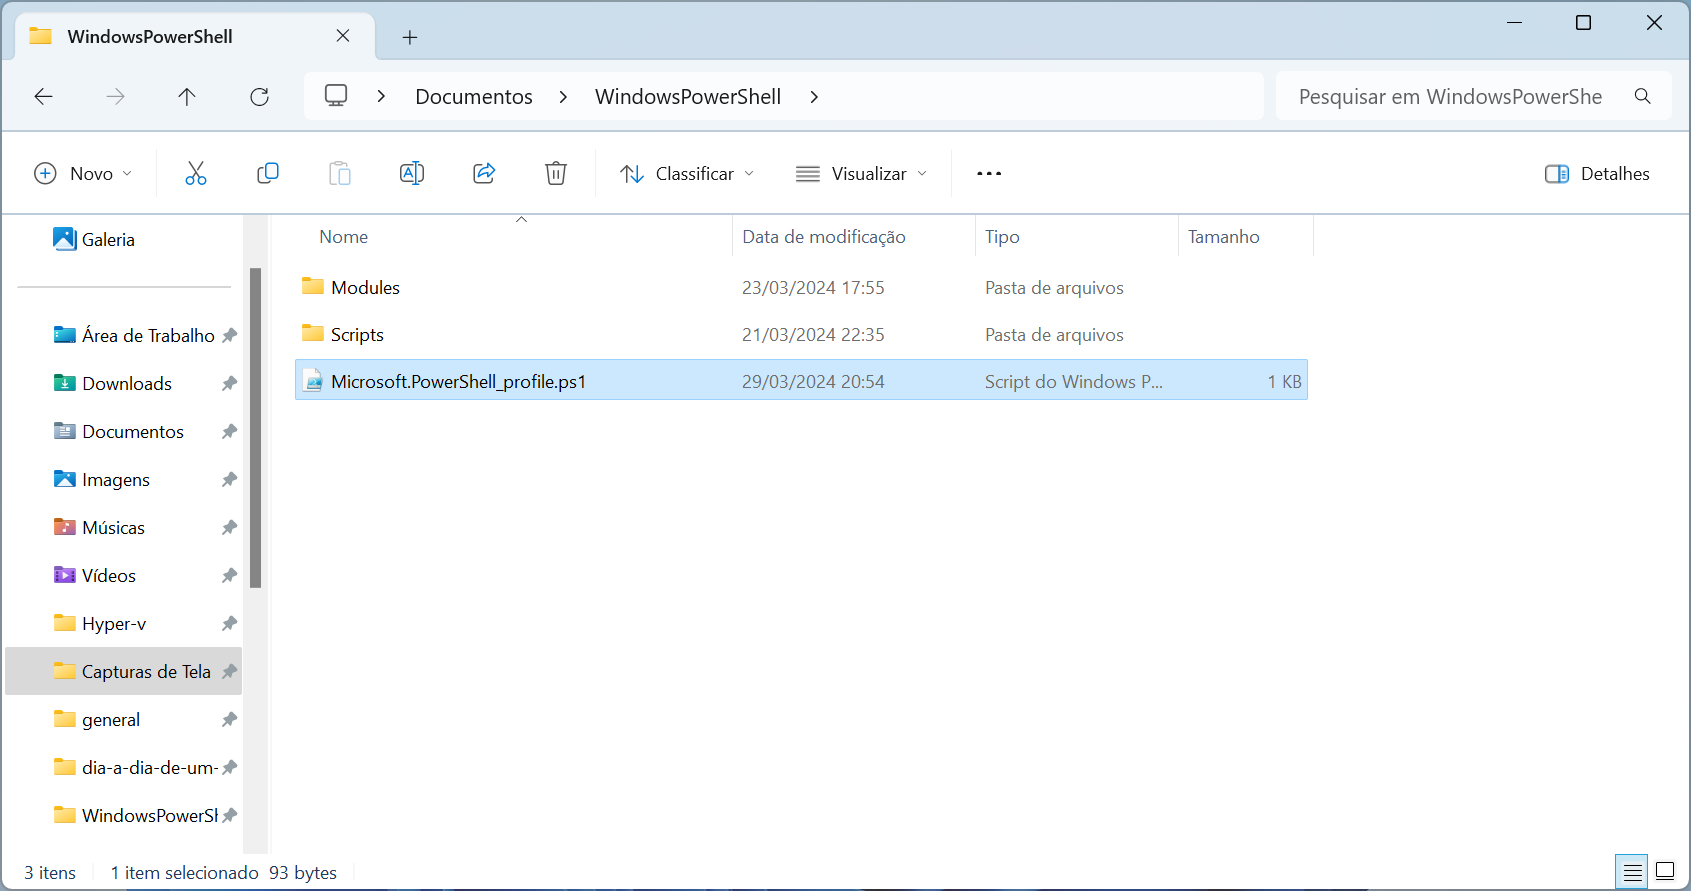 WindowsPowerShell
Documentos WindowsPowerShell
Pesquisar em WindowsPowerShe
Novo Classificar Visualizar Detalhes
Galeria
Área de Trabalho
Downloads
Documentos
Imagens
Músicas
Vídeos
Hyper-v
Capturas de Tela
general
dia-a-dia-de-um-
WindowsPowerSh
Nome Data de modificação Tipo Tamanho
Modules 23/03/2024 17:55 Pasta de arquivos
Scripts 21/03/2024 22:35 Pasta de arquivos
Microsoft.PowerShell_profile.ps1 29/03/2024 20:54 Script do Windows P... 1 KB
3 itens 1 item selecionado 93 bytes